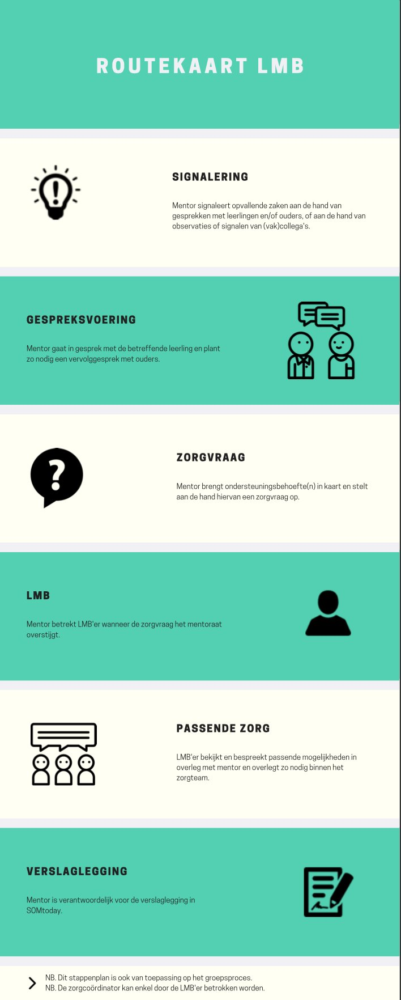 ROUTEKAART LMB
SIGNALERING
Mentor signaleert opvallende zaken aan de hand van
gesprekken met leerlingen en/of ouders, of aan de hand van
observaties of signalen van (vak)collega's.
GESPREKSVOERING
Mentor gaat in gesprek met de betreffende leerling en plant
zo nodig een vervolggesprek met ouders.
ZORGVRAAG
Mentor brengt ondersteuningsbehoefte(n) in kaart en stelt
aan de hand hiervan een zorgvraag op.
LMB
Mentor betrekt LMB'er wanneer de zorgvraag het mentoraat
overstijgt.
PASSENDE ZORG
LMB'er bekijkt en bespreekt passende mogelijkheden in
overleg met mentor en overlegt zo nodig binnen het
zorgteam.
VERSLAGLEGGING
Mentor is verantwoordelijk voor de verslaglegging in
SOMtoday.
NB. Dit stappenplan is ook van toepassing op het groepsproces.
NB. De zorgcoördinator kan enkel door de LMB'er betrokken worden.